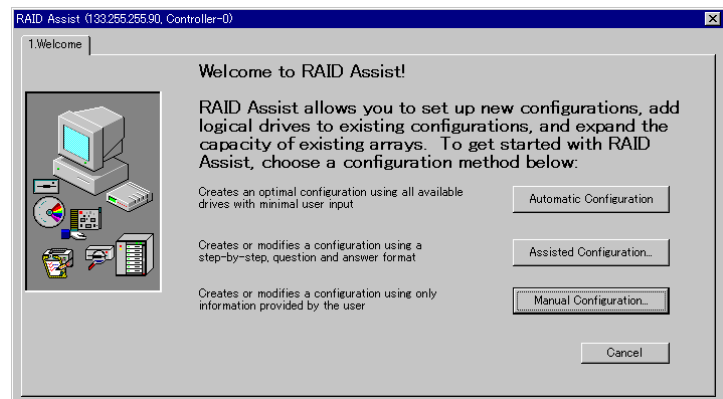 RAID Assist (133.255.255.90, Controller-0)
1.Welcome
Welcome to RAID Assist!
RAID Assist allows you to set up new configurations, add
logical drives to existing configurations, and expand the
capacity of existing arrays. To get started with RAID
Assist, choose a configuration method below:
Creates an optimal configuration using all available
drives with minimal user input
Automatic Configuration
Creates or modifies a configuration using a
step-by-step, question and answer format
Assisted Configuration...
Creates or modifies a configuration using only
information provided by the user
Manual Configuration...
Cancel